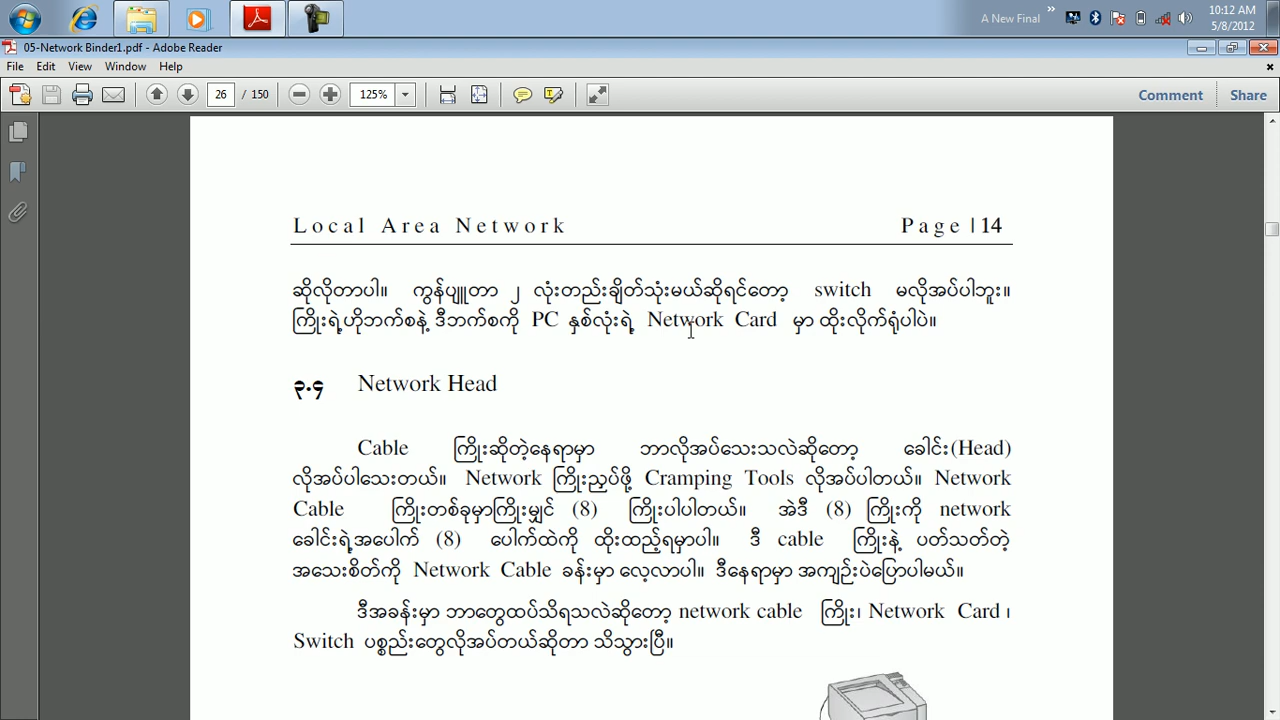 A New Final
10:12 AM
5/8/2012
05-Network Binder1.pdf - Adobe Reader
File Edit View Window Help
26 / 150 125% Comment Share
Local Area Network Page | 14
ဆိုလိုတာပါ။ ကွန်ပျူတာ ၂ လုံးတည်းချိတ်သုံးမယ်ဆိုရင်တော့ switch မလိုအပ်ပါဘူး။
ကြိုးရဲ့ဟိုဘက်စနဲ့ ဒီဘက်စကို PC နှစ်လုံးရဲ့ Network Card မှာ ထိုးလိုက်ရုံပါပဲ။
၃.၄ Network Head
Cable ကြိုးဆိုတဲ့နေရာမှာ ဘာလိုအပ်သေးသလဲဆိုတော့ ခေါင်း(Head)
လိုအပ်ပါသေးတယ်။ Network ကြိုးညှပ်ဖို့ Cramping Tools လိုအပ်ပါတယ်။ Network
Cable ကြိုးတစ်ခုမှာကြိုးမျှင် (8) ကြိုးပါပါတယ်။ အဲဒီ (8) ကြိုးကို network
ခေါင်းရဲ့အပေါက် (8) ပေါက်ထဲကို ထိုးထည့်ရမှာပါ။ ဒီ cable ကြိုးနဲ့ ပတ်သတ်တဲ့
အသေးစိတ်ကို Network Cable ခန်းမှာ လေ့လာပါ။ ဒီနေရာမှာ အကျဉ်းပဲပြောပါမယ်။
ဒီအခန်းမှာ ဘာတွေထပ်သိရသလဲဆိုတော့ network cable ကြိုး၊ Network Card ၊
Switch ပစ္စည်းတွေလိုအပ်တယ်ဆိုတာ သိသွားပြီ။